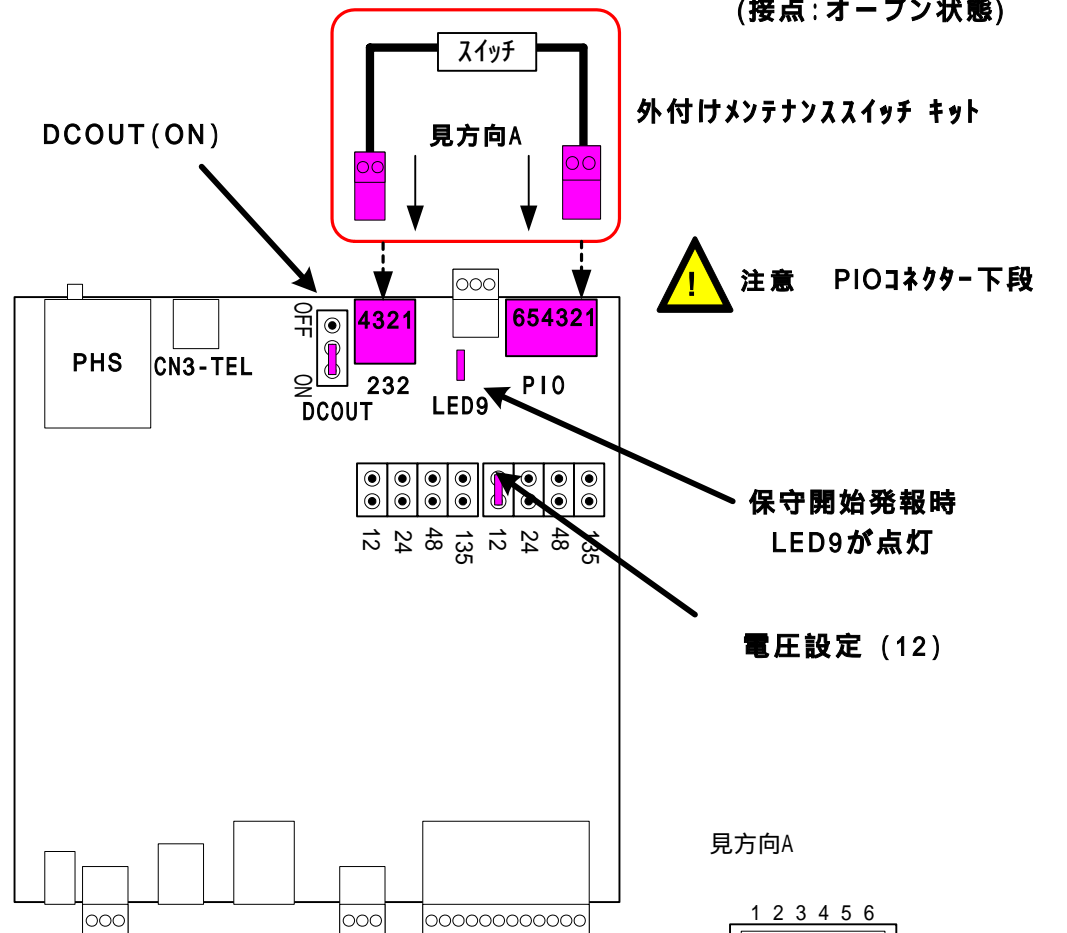 (接点:オープン状態)
スイッチ
外付けメンテナンススイッチ キット
DCOUT(ON)
見方向A
!
注意 PIOコネクター下段
OFF
4321
654321
PHS
CN3-TEL
ON
232
PIO
DCOUT
LED9
12 24 48 135 12 24 48 135
保守開始発報時
LED9が点灯
電圧設定 (12)
見方向A
1 2 3 4 5 6